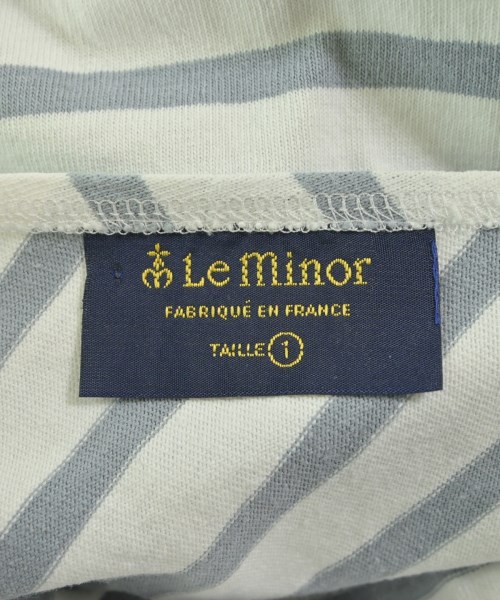 Le Minor
FABRIQUÉ EN FRANCE
TAILLE 1